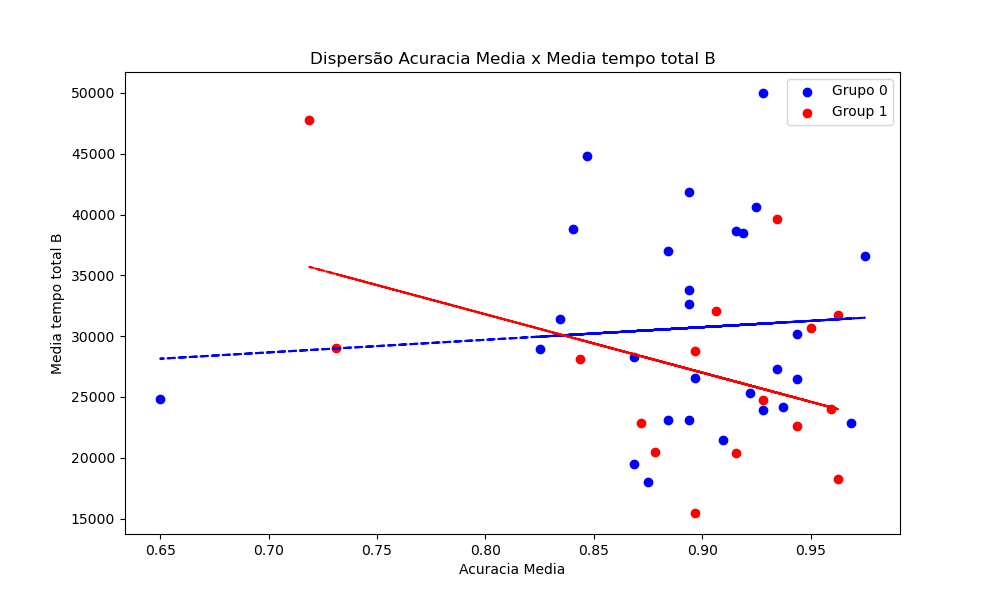 Dispersão Acuracia Media x Media tempo total B
Grupo 0
Group 1
Media tempo total B
50000
45000
40000
35000
30000
25000
20000
15000
0.65 0.70 0.75 0.80 0.85 0.90 0.95
Acuracia Media